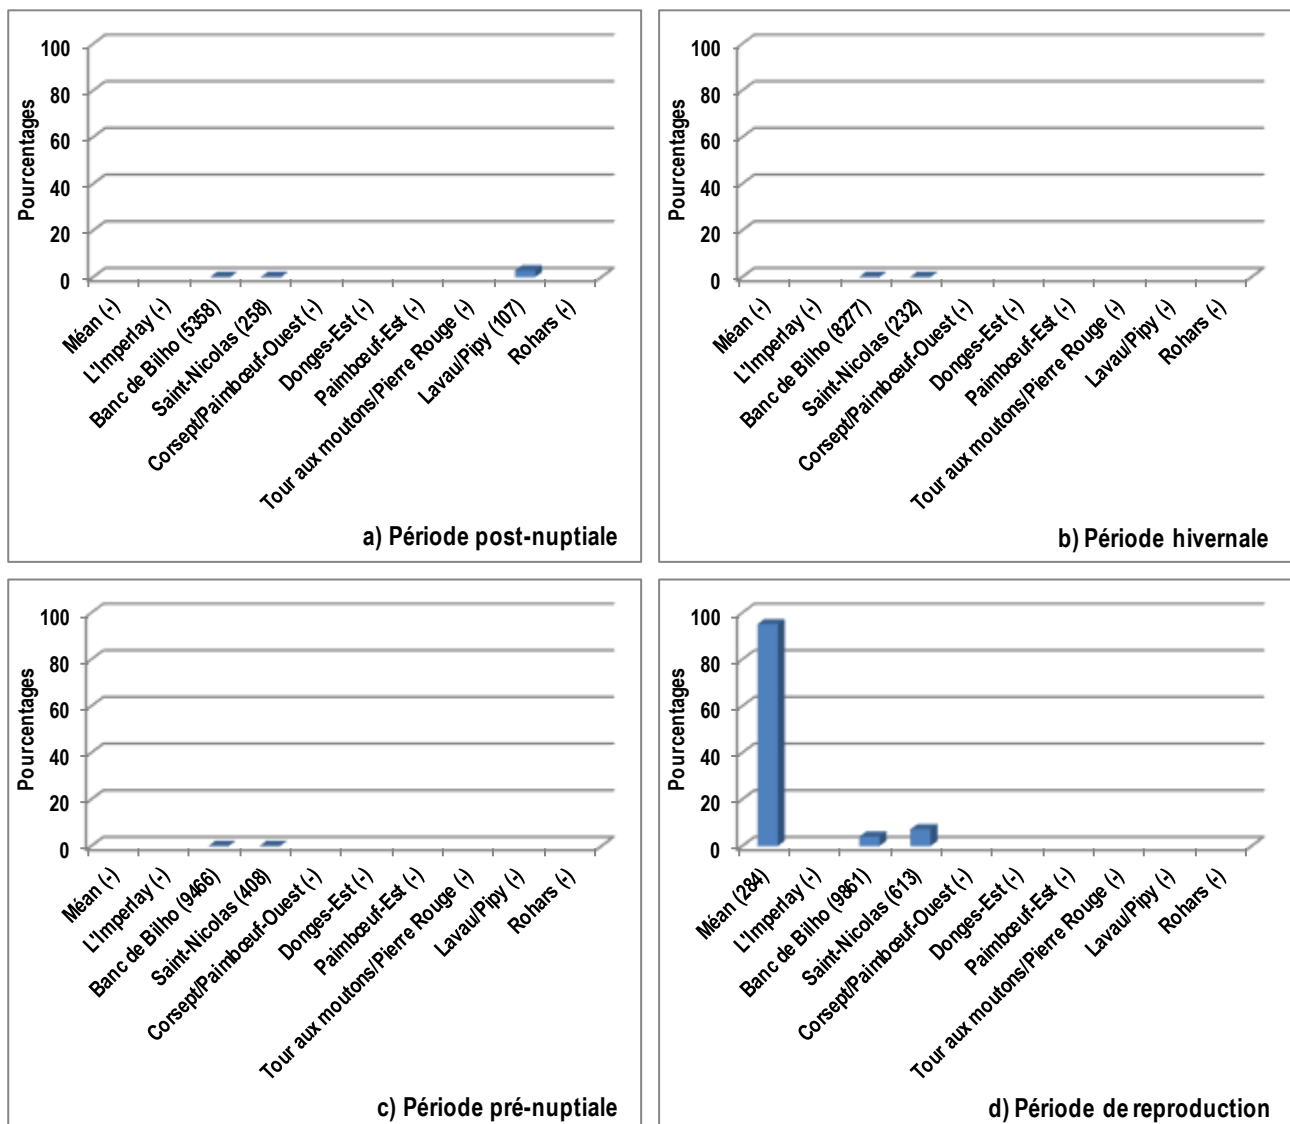 100
80
60
40
20
0
Pourcentages
Méan (-)
L'Imperlay (-)
Banc de Bilho (5358)
Saint-Nicolas (258)
Corsept/Paimbœuf-Ouest (-)
Donges-Est (-)
Paimbœuf-Est (-)
Tour aux moutons/Pierre Rouge (-)
Lavau/Pipy (107)
Rohars (-)
a) Période post-nuptiale
100
80
60
40
20
0
Pourcentages
Méan (-)
L'Imperlay (-)
Banc de Bilho (8277)
Saint-Nicolas (232)
Corsept/Paimbœuf-Ouest (-)
Donges-Est (-)
Paimbœuf-Est (-)
Tour aux moutons/Pierre Rouge (-)
Lavau/Pipy (-)
Rohars (-)
b) Période hivernale
100
80
60
40
20
0
Pourcentages
Méan (-)
L'Imperlay (-)
Banc de Bilho (9466)
Saint-Nicolas (408)
Corsept/Paimbœuf-Ouest (-)
Donges-Est (-)
Paimbœuf-Est (-)
Tour aux moutons/Pierre Rouge (-)
Lavau/Pipy (-)
Rohars (-)
c) Période pré-nuptiale
100
80
60
40
20
0
Pourcentages
Méan (284)
L'Imperlay (-)
Banc de Bilho (9861)
Saint-Nicolas (613)
Corsept/Paimbœuf-Ouest (-)
Donges-Est (-)
Paimbœuf-Est (-)
Tour aux moutons/Pierre Rouge (-)
Lavau/Pipy (-)
Rohars (-)
d) Période de reproduction